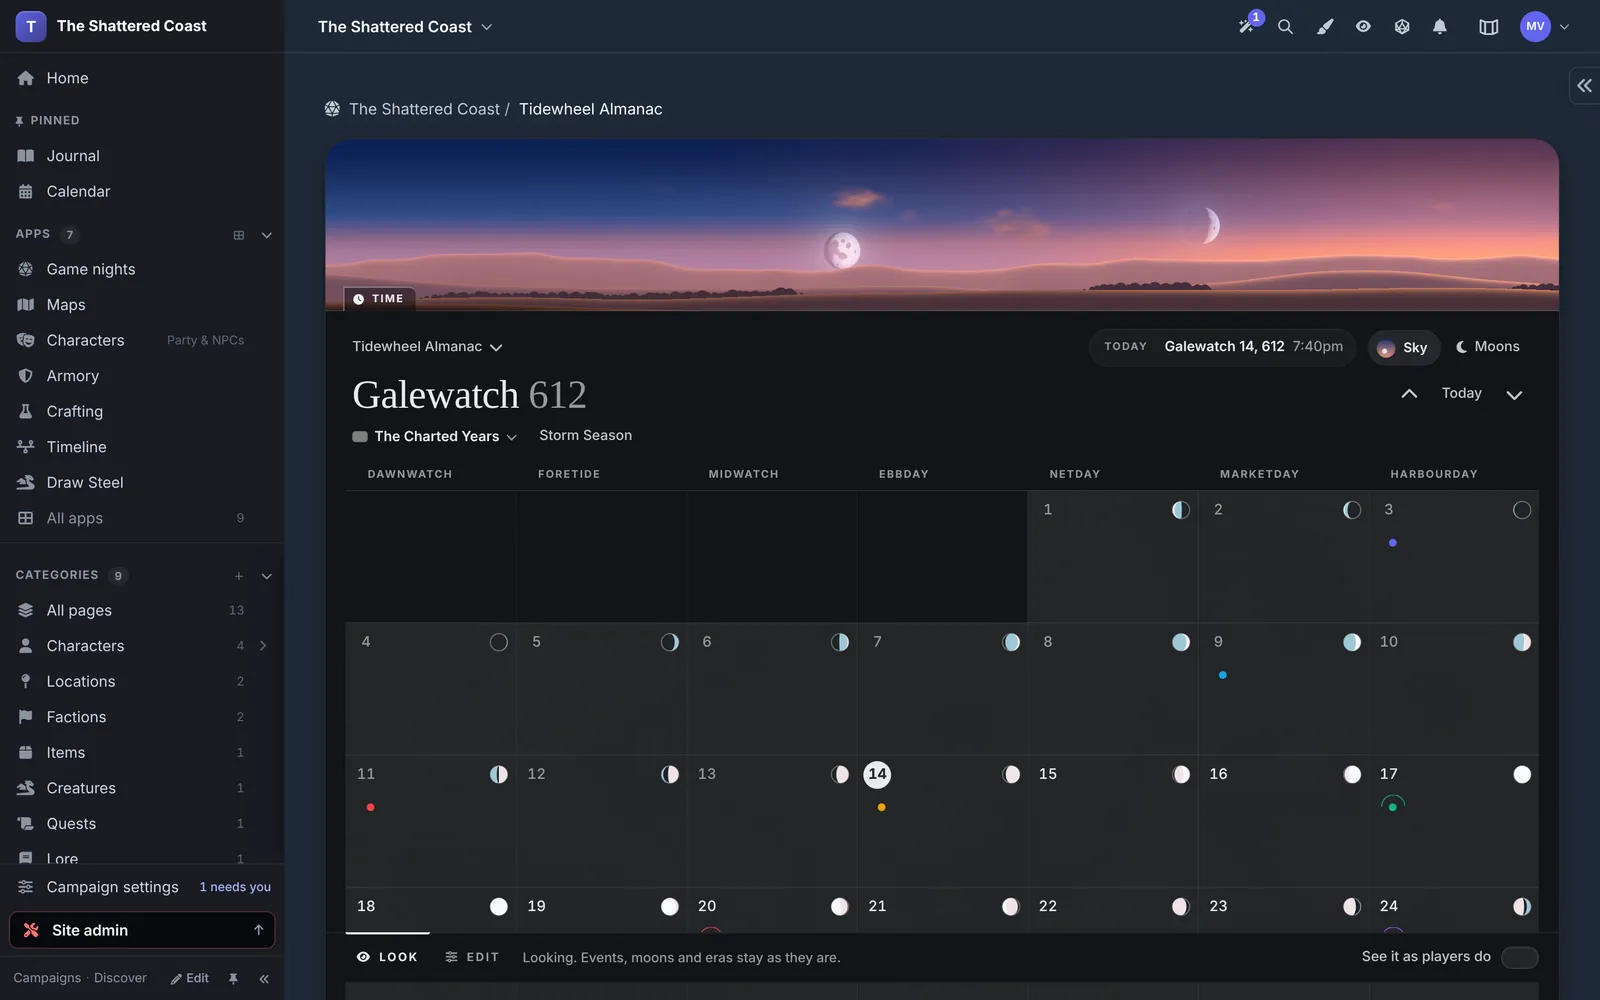 T The Shattered Coast
Home
PINNED
Journal
Calendar
APPS 7
Game nights
Maps
Characters Party & NPCs
Armory
Crafting
Timeline
Draw Steel
All apps 9
CATEGORIES 9 +
All pages 13
Characters 4
Locations 2
Factions 2
Items 1
Creatures 1
Quests 1
Lore 1
Campaign settings 1 needs you
Site admin
Campaigns · Discover Edit
The Shattered Coast 1 MV
The Shattered Coast / Tidewheel Almanac
TIME
Tidewheel Almanac TODAY Galewatch 14, 612 7:40pm Sky Moons
Galewatch 612 Today
The Charted Years Storm Season
DAWNWATCH FORETIDE MIDWATCH EBBDAY NETDAY MARKETDAY HARBOURDAY
1 2 3
4 5 6 7 8 9 10
11 12 13 14 15 16 17
18 19 20 21 22 23 24
LOOK EDIT Looking. Events, moons and eras stay as they are. See it as players do